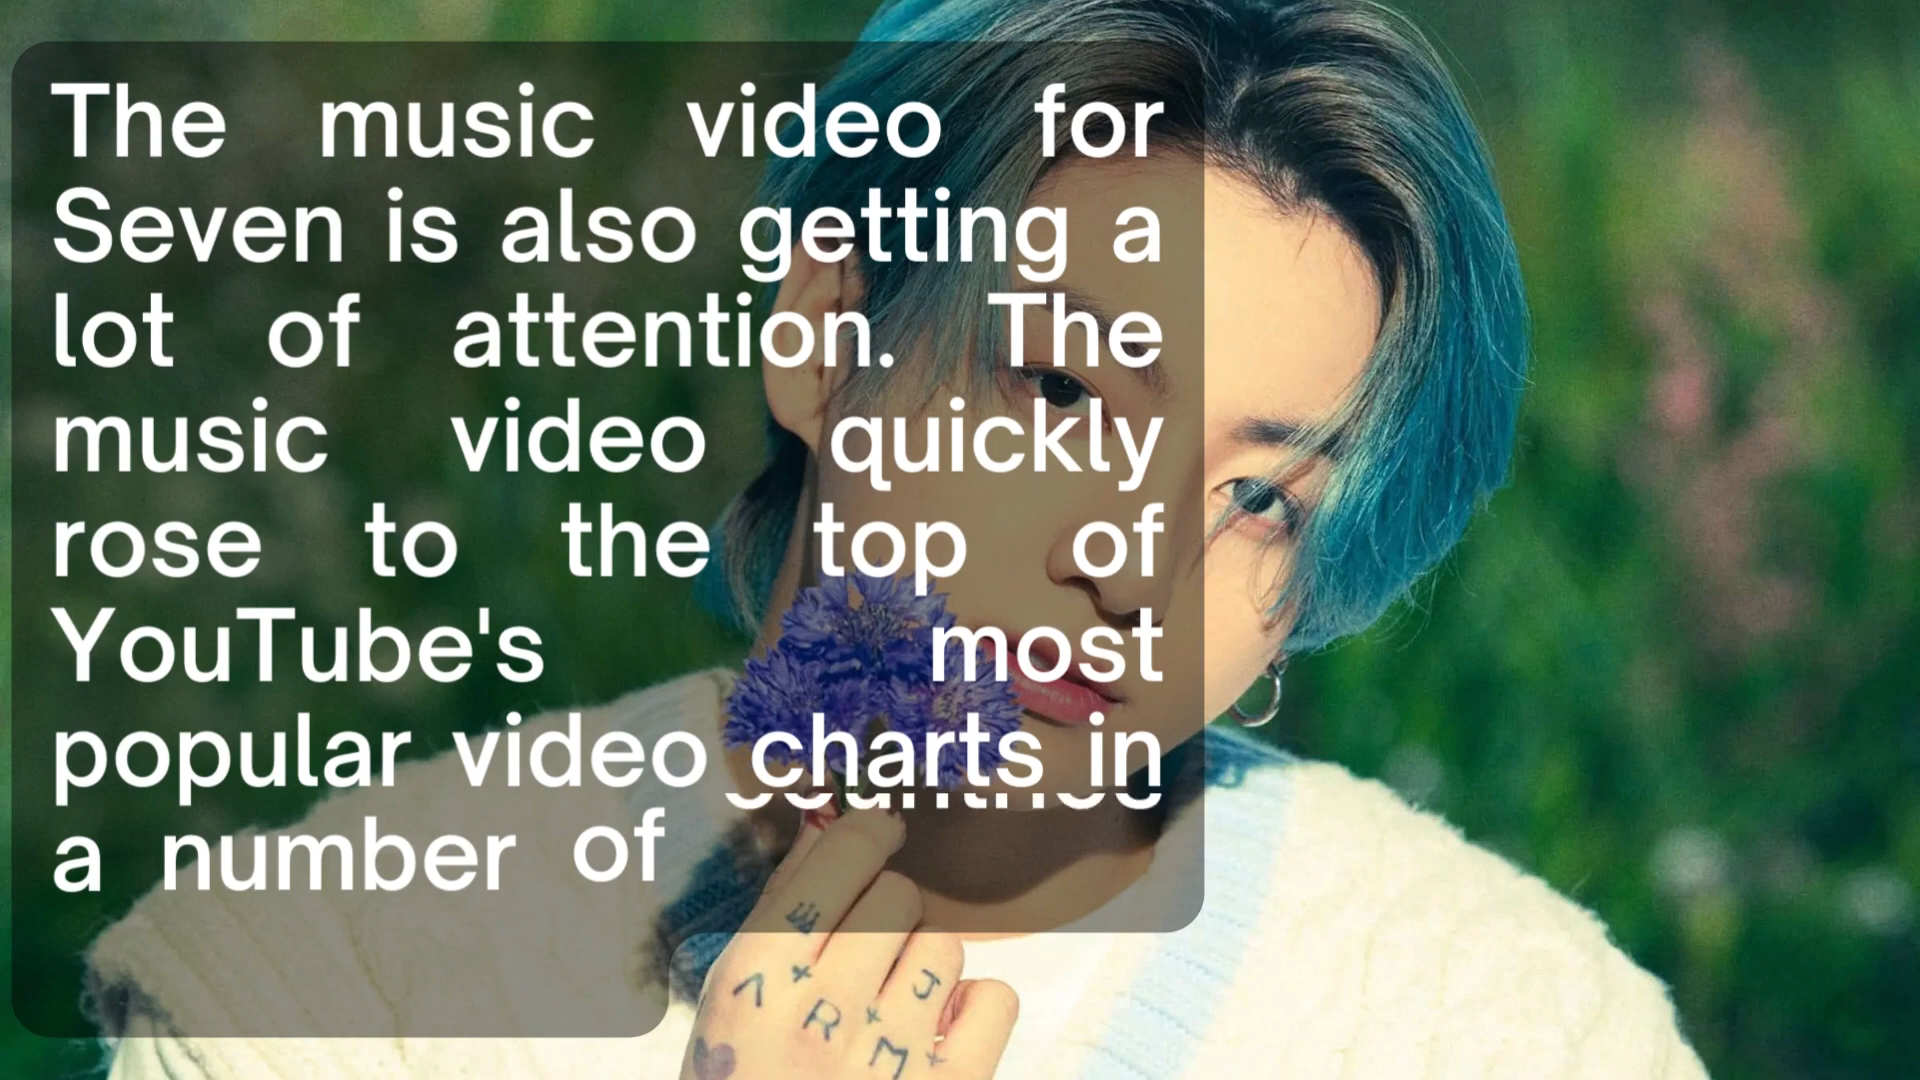 The music video for
Seven is also getting a
lot of attention. The
music video quickly
rose to the top of
YouTube's most
popular video charts in
a number of
J
A R M